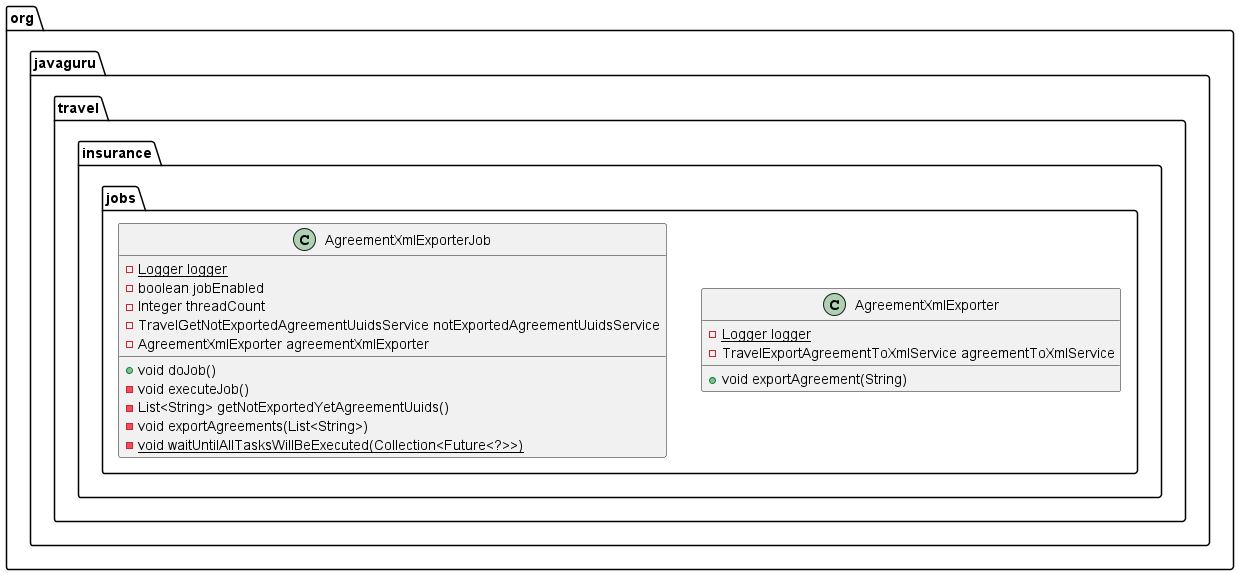 org
javaguru
travel
insurance
jobs
C AgreementXmlExporterJob
Logger logger
boolean jobEnabled
Integer threadCount
TravelGetNotExportedAgreementUuidsService notExportedAgreementUuidsService
AgreementXmlExporter agreementXmlExporter
void doJob()
void executeJob()
List<String> getNotExportedYetAgreementUuids()
void exportAgreements(List<String>)
void waitUntilAllTasksWillBeExecuted(Collection<Future<?>>)
C AgreementXmlExporter
Logger logger
TravelExportAgreementToXmlService agreementToXmlService
void exportAgreement(String)